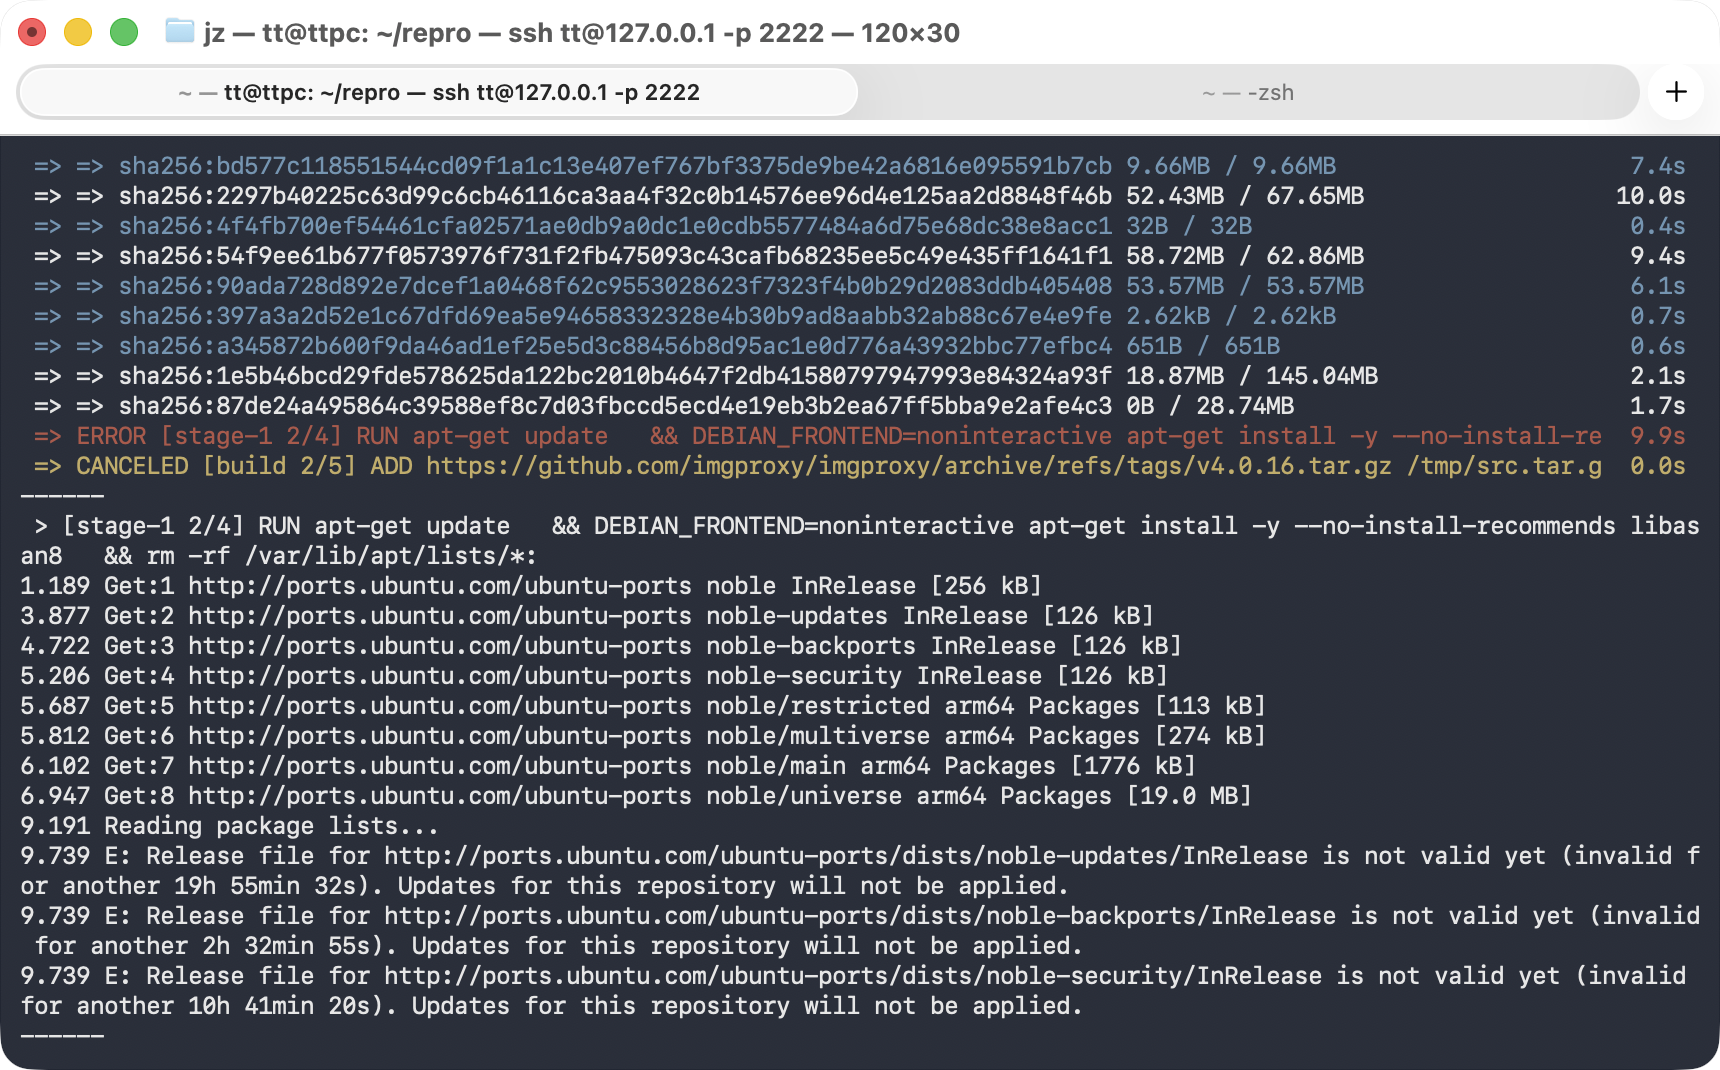 jz — tt@ttpc: ~/repro — ssh tt@127.0.0.1 -p 2222 — 120×30
~ — tt@ttpc: ~/repro — ssh tt@127.0.0.1 -p 2222
~ — -zsh
+
=> => sha256:bd577c118551544cd09f1a1c13e407ef767bf3375de9be42a6816e095591b7cb 9.66MB / 9.66MB 7.4s
=> => sha256:2297b40225c63d99c6cb46116ca3aa4f32c0b14576ee96d4e125aa2d8848f46b 52.43MB / 67.65MB 10.0s
=> => sha256:4f4fb700ef54461cfa02571ae0db9a0dc1e0cdb5577484a6d75e68dc38e8acc1 32B / 32B 0.4s
=> => sha256:54f9ee61b677f0573976f731f2fb475093c43cafb68235ee5c49e435ff1641f1 58.72MB / 62.86MB 9.4s
=> => sha256:90ada728d892e7dcef1a0468f62c9553028623f7323f4b0b29d2083ddb405408 53.57MB / 53.57MB 6.1s
=> => sha256:397a3a2d52e1c67dfd69ea5e94658332328e4b30b9ad8aabb32ab88c67e4e9fe 2.62kB / 2.62kB 0.7s
=> => sha256:a345872b600f9da46ad1ef25e5d3c88456b8d95ac1e0d776a43932bbc77efbc4 651B / 651B 0.6s
=> => sha256:1e5b46bcd29fde578625da122bc2010b4647f2db41580797947993e84324a93f 18.87MB / 145.04MB 2.1s
=> => sha256:87de24a495864c39588ef8c7d03fbccd5ecd4e19eb3b2ea67ff5bba9e2afe4c3 0B / 28.74MB 1.7s
=> ERROR [stage-1 2/4] RUN apt-get update   && DEBIAN_FRONTEND=noninteractive apt-get install -y --no-install-re 9.9s
=> CANCELED [build 2/5] ADD https://github.com/imgproxy/imgproxy/archive/refs/tags/v4.0.16.tar.gz /tmp/src.tar.g 0.0s
------
> [stage-1 2/4] RUN apt-get update   && DEBIAN_FRONTEND=noninteractive apt-get install -y --no-install-recommends libas
an8   && rm -rf /var/lib/apt/lists/*:
1.189 Get:1 http://ports.ubuntu.com/ubuntu-ports noble InRelease [256 kB]
3.877 Get:2 http://ports.ubuntu.com/ubuntu-ports noble-updates InRelease [126 kB]
4.722 Get:3 http://ports.ubuntu.com/ubuntu-ports noble-backports InRelease [126 kB]
5.206 Get:4 http://ports.ubuntu.com/ubuntu-ports noble-security InRelease [126 kB]
5.687 Get:5 http://ports.ubuntu.com/ubuntu-ports noble/restricted arm64 Packages [113 kB]
5.812 Get:6 http://ports.ubuntu.com/ubuntu-ports noble/multiverse arm64 Packages [274 kB]
6.102 Get:7 http://ports.ubuntu.com/ubuntu-ports noble/main arm64 Packages [1776 kB]
6.947 Get:8 http://ports.ubuntu.com/ubuntu-ports noble/universe arm64 Packages [19.0 MB]
9.191 Reading package lists...
9.739 E: Release file for http://ports.ubuntu.com/ubuntu-ports/dists/noble-updates/InRelease is not valid yet (invalid f
or another 19h 55min 32s). Updates for this repository will not be applied.
9.739 E: Release file for http://ports.ubuntu.com/ubuntu-ports/dists/noble-backports/InRelease is not valid yet (invalid
for another 2h 32min 55s). Updates for this repository will not be applied.
9.739 E: Release file for http://ports.ubuntu.com/ubuntu-ports/dists/noble-security/InRelease is not valid yet (invalid
for another 10h 41min 20s). Updates for this repository will not be applied.
------